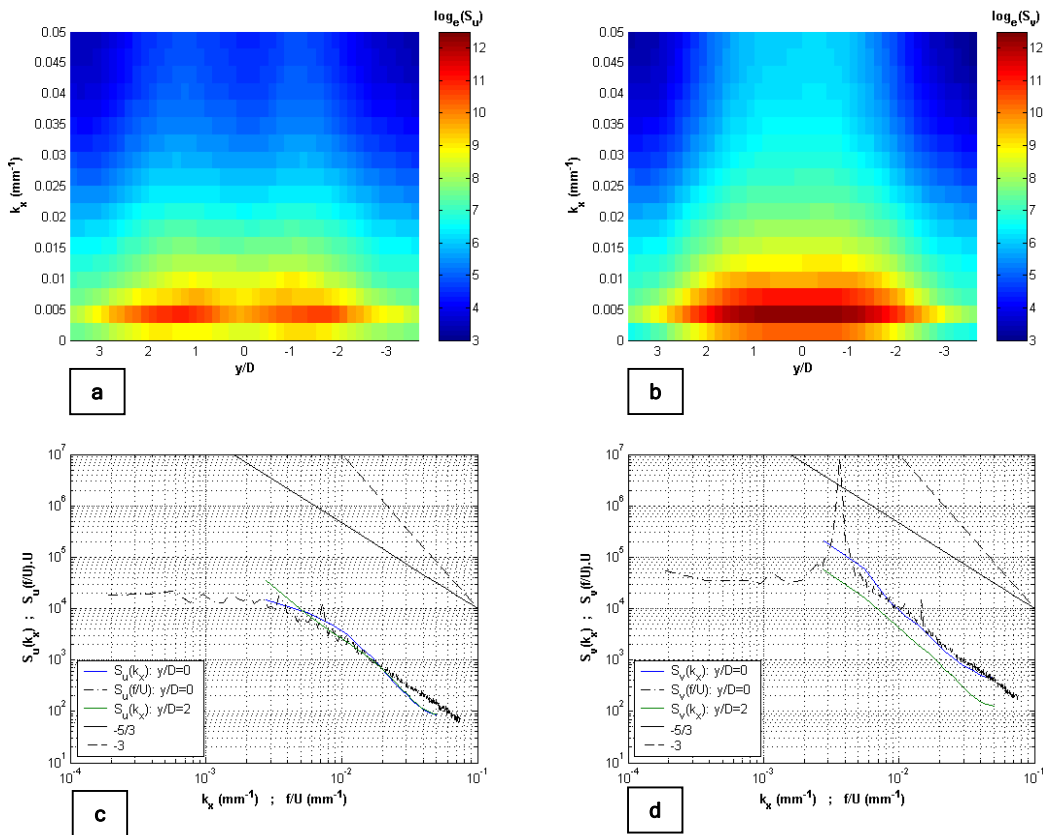 log_e(S_u)
0.05
0.045
0.04
0.035
0.03
0.025
0.02
0.015
0.01
0.005
0
k_x (mm^-1)
3 2 1 0 -1 -2 -3
y/D
12
11
10
9
8
7
6
5
4
3
a
log_e(S_v)
0.05
0.045
0.04
0.035
0.03
0.025
0.02
0.015
0.01
0.005
0
k_x (mm^-1)
3 2 1 0 -1 -2 -3
y/D
12
11
10
9
8
7
6
5
4
3
b
10^7
10^6
10^5
10^4
10^3
10^2
10^1
S_u(k_x) ; S_u(f/U).U
S_u(k_x): y/D=0
S_u(f/U): y/D=0
S_u(k_x): y/D=2
-5/3
-3
10^-4 10^-3 10^-2 10^-1
k_x (mm^-1) ; f/U (mm^-1)
c
10^7
10^6
10^5
10^4
10^3
10^2
10^1
S_v(k_x) ; S_v(f/U).U
S_v(k_x): y/D=0
S_v(f/U): y/D=0
S_v(k_x): y/D=2
-5/3
-3
10^-4 10^-3 10^-2 10^-1
k_x (mm^-1) ; f/U (mm^-1)
d